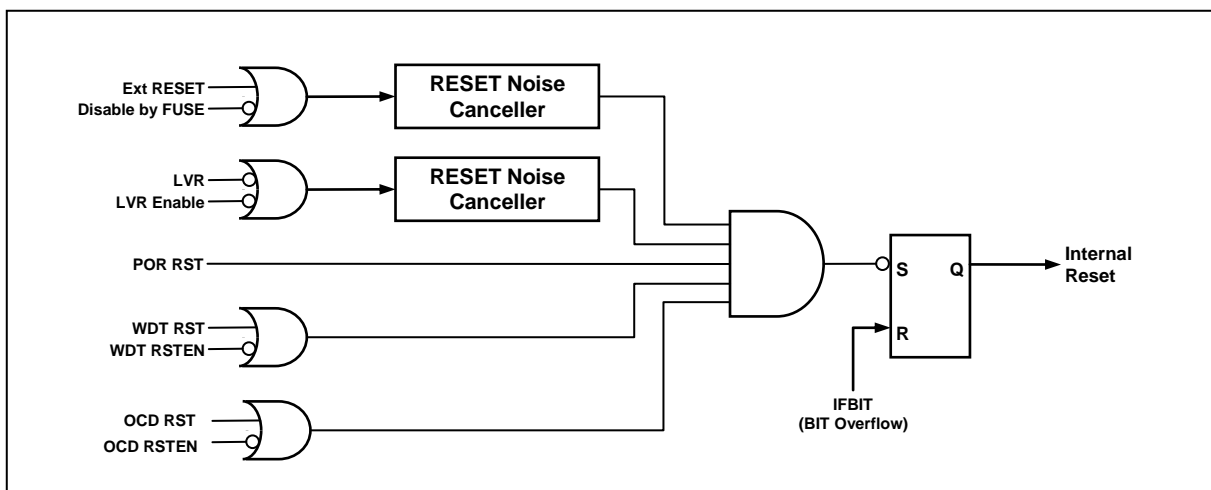 Ext RESET
Disable by FUSE
RESET Noise
Canceller
LVR
LVR Enable
RESET Noise
Canceller
POR RST
WDT RST
WDT RSTEN
OCD RST
OCD RSTEN
S
Q
R
Internal
Reset
IFBIT
(BIT Overflow)